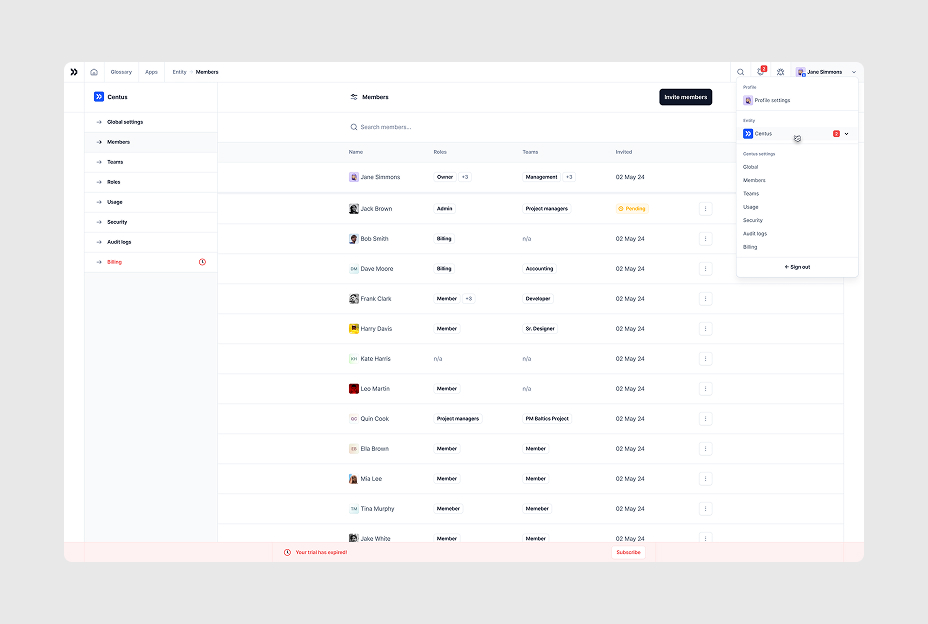 Glossary Apps Entity Members 2 Jane Simmons
Centus
Global settings
Members
Teams
Roles
Usage
Security
Audit logs
Billing
Members Invite members
Search members...
Name Roles Teams Invited
Jane Simmons Owner +3 Management +3 02 May 24
Jack Brown Admin Project managers Pending
Bob Smith Billing n/a 02 May 24
DM Dave Moore Billing Accounting 02 May 24
Frank Clark Member +3 Developer 02 May 24
Harry Davis Member Sr. Designer 02 May 24
KH Kate Harris n/a n/a 02 May 24
Leo Martin Member n/a 02 May 24
QC Quin Cook Project managers PM Baltics Project 02 May 24
EB Ella Brown Member Member 02 May 24
Mia Lee Member Member 02 May 24
TM Tina Murphy Memeber Memeber 02 May 24
Jake White Member Member 02 May 24
Profile
Profile settings
Entity
Centus 2
Centus settings
Global
Members
Teams
Usage
Security
Audit logs
Billing
Sign out
Your trial has expired! Subscribe